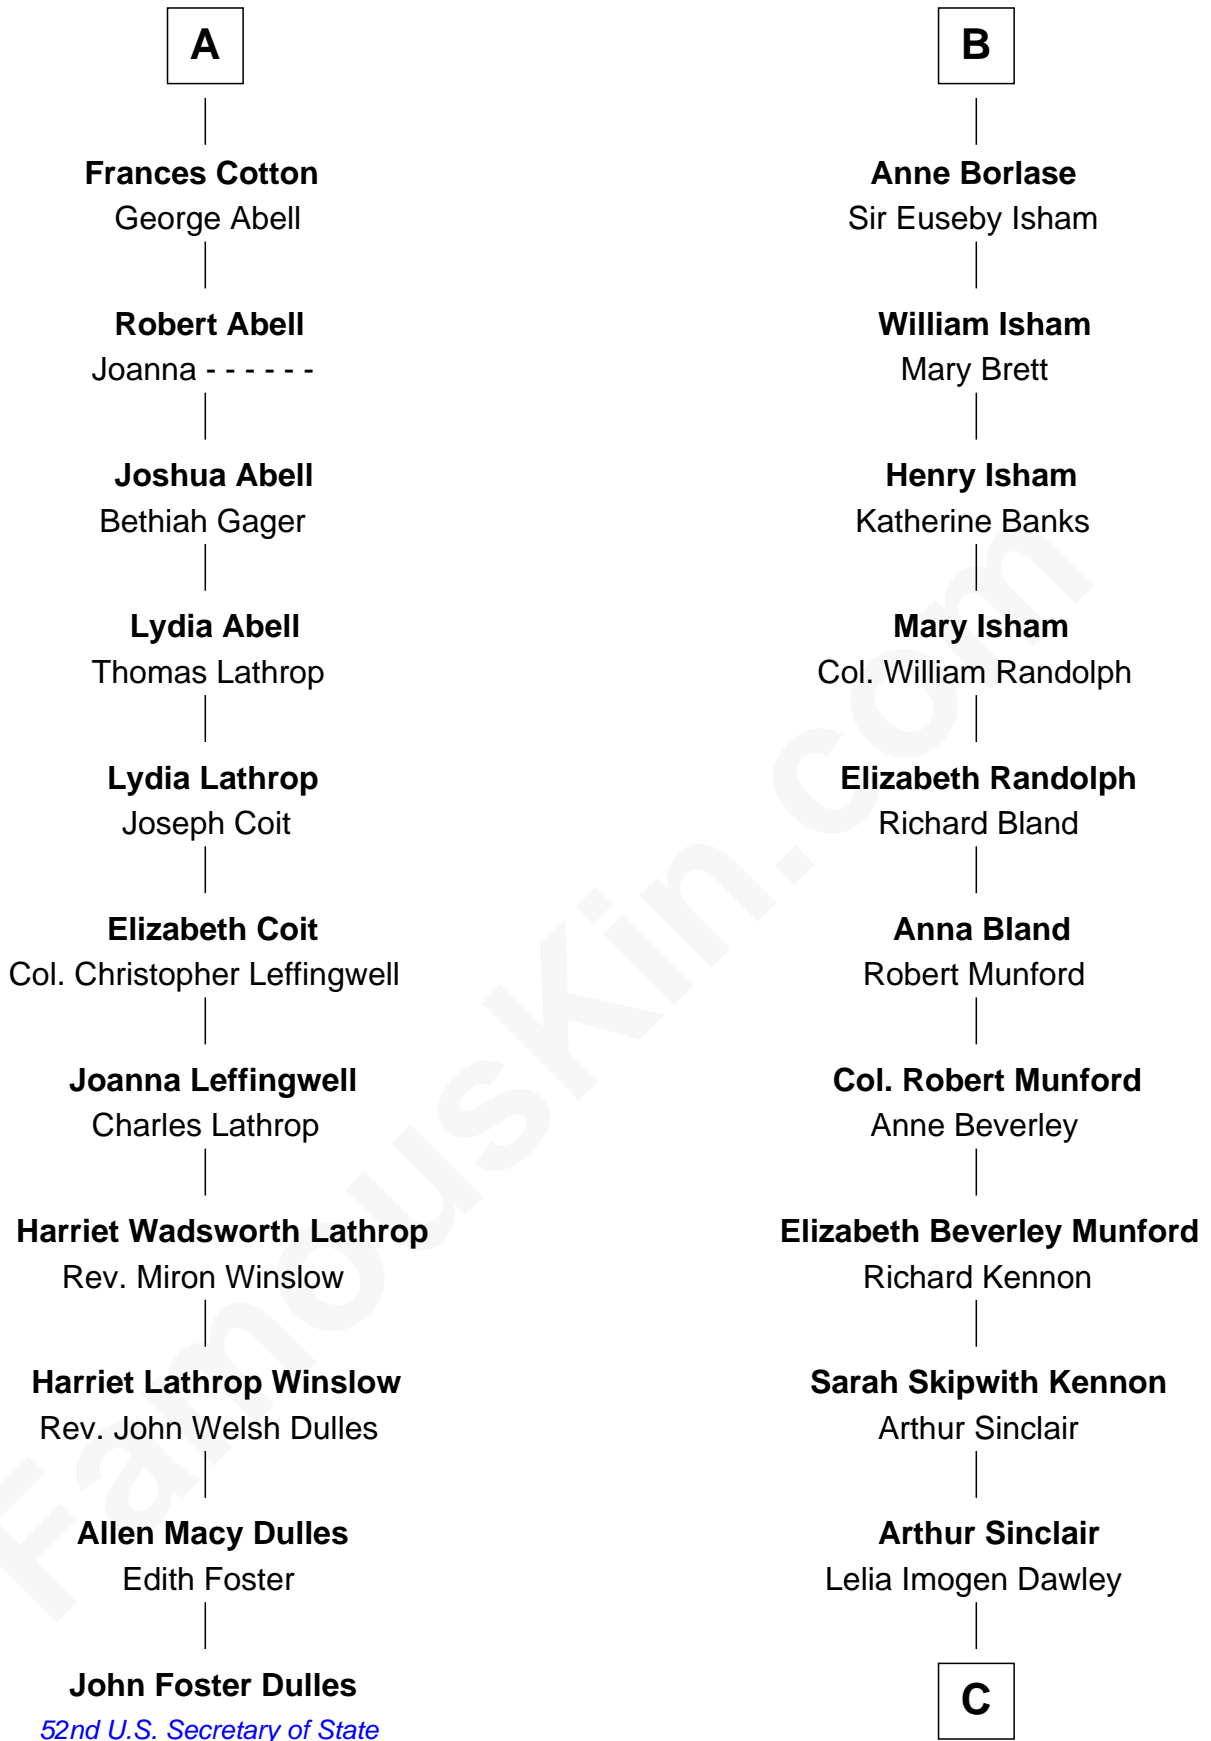 A
Frances Cotton
George Abell
Robert Abell
Joanna - - - - - -
Joshua Abell
Bethiah Gager
Lydia Abell
Thomas Lathrop
Lydia Lathrop
Joseph Coit
Elizabeth Coit
Col. Christopher Leffingwell
Joanna Leffingwell
Charles Lathrop
Harriet Wadsworth Lathrop
Rev. Miron Winslow
Harriet Lathrop Winslow
Rev. John Welsh Dulles
Allen Macy Dulles
Edith Foster
John Foster Dulles
52nd U.S. Secretary of State
B
Anne Borlase
Sir Euseby Isham
William Isham
Mary Brett
Henry Isham
Katherine Banks
Mary Isham
Col. William Randolph
Elizabeth Randolph
Richard Bland
Anna Bland
Robert Munford
Col. Robert Munford
Anne Beverley
Elizabeth Beverley Munford
Richard Kennon
Sarah Skipwith Kennon
Arthur Sinclair
Arthur Sinclair
Lelia Imogen Dawley
C
FamousKin.com